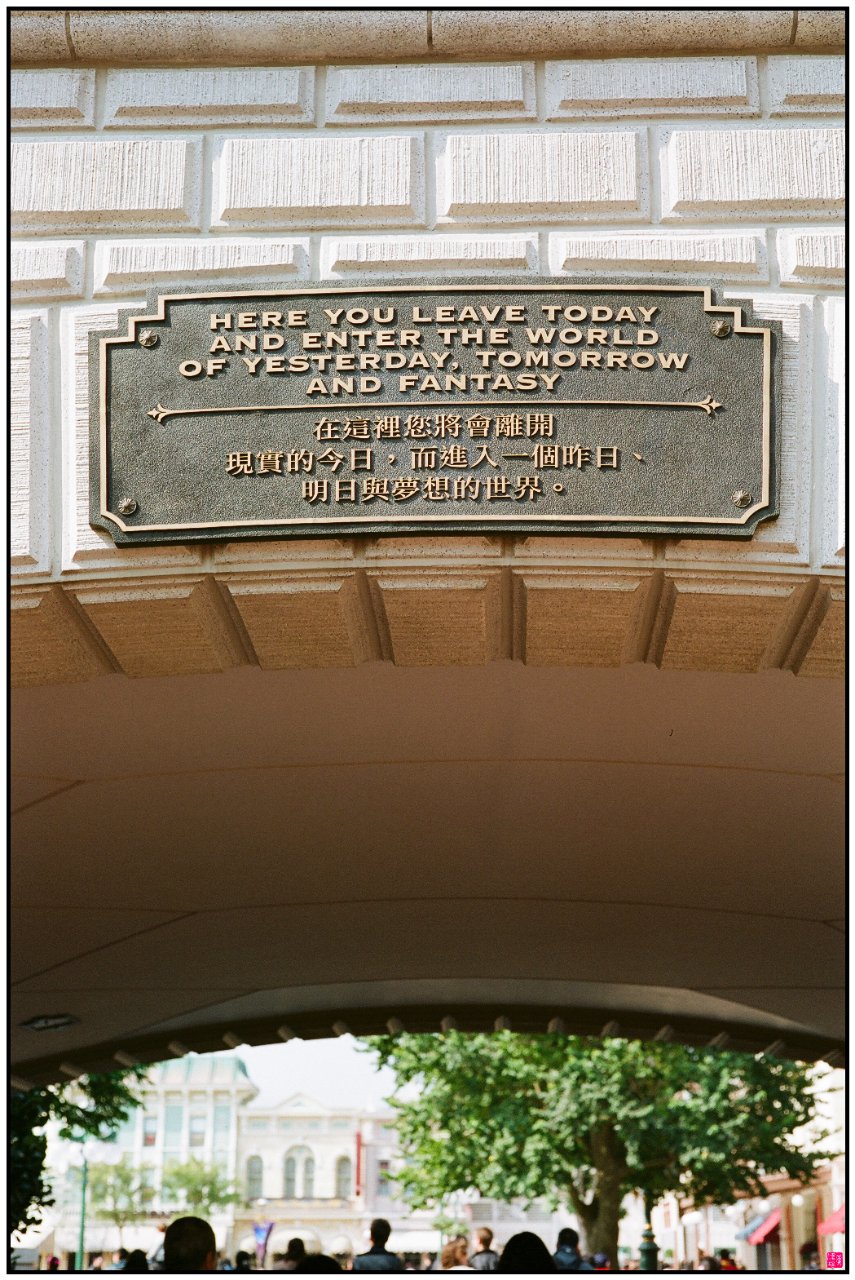 HERE YOU LEAVE TODAY
AND ENTER THE WORLD
OF YESTERDAY, TOMORROW
AND FANTASY
在這裡您將會離開
現實的今日，而進入一個昨日、
明日與夢想的世界。